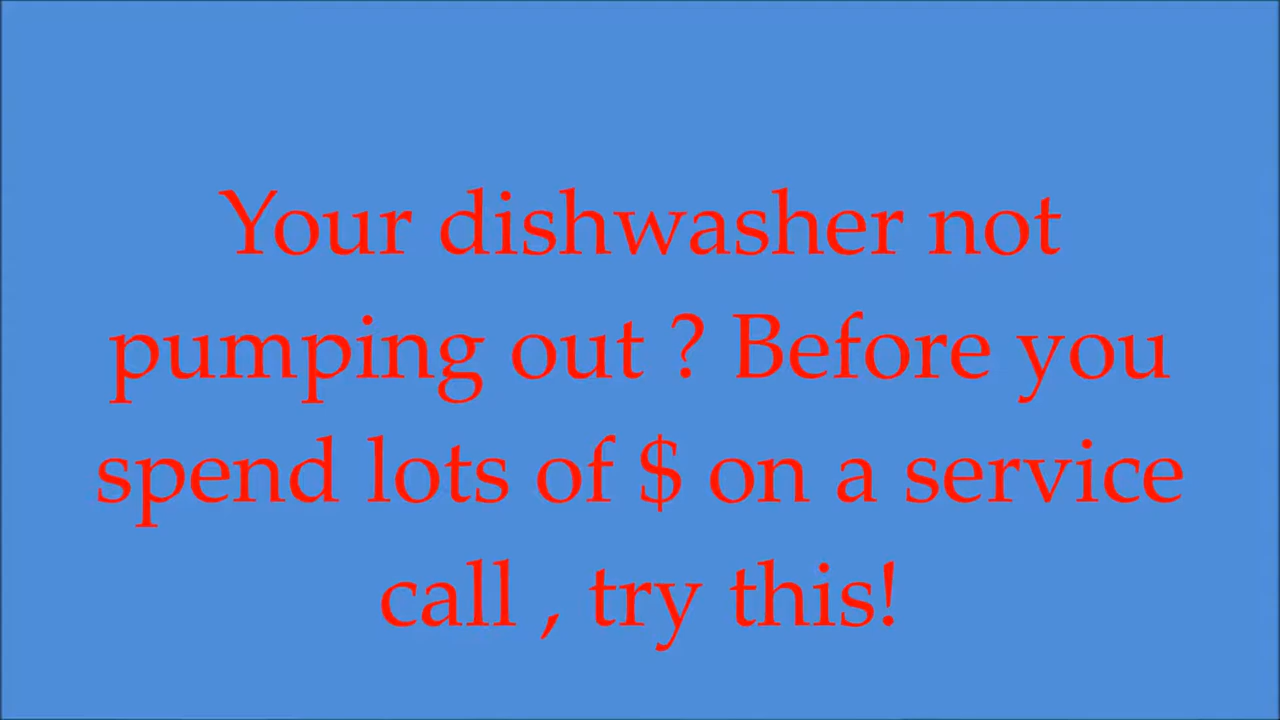 Your dishwasher not
pumping out ? Before you
spend lots of $ on a service
call , try this!